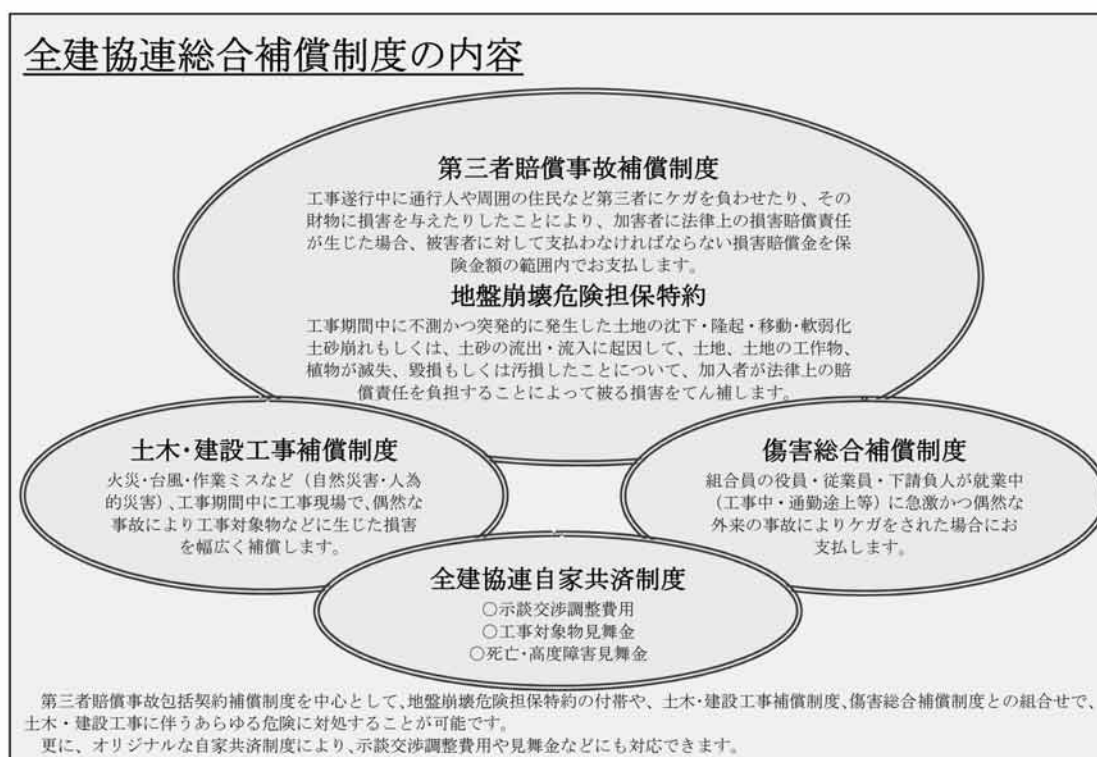 全建協連総合補償制度の内容
第三者賠償事故補償制度
工事遂行中に通行人や周囲の住民など第三者にケガを負わせたり、その
財物に損害を与えたりしたことにより、加害者に法律上の損害賠償責任
が生じた場合、被害者に対して支払わなければならない損害賠償金を保
険金額の範囲内でお支払します。
地盤崩壊危険担保特約
工事期間中に不測かつ突発的に発生した土地の沈下・隆起・移動・軟弱化
土砂崩れもしくは、土砂の流出・流入に起因して、土地、土地の工作物、
植物が滅失、毀損もしくは汚損したことについて、加入者が法律上の賠
償責任を負担することによって被る損害をてん補します。
土木・建設工事補償制度
火災・台風・作業ミスなど（自然災害・人為
的災害）、工事期間中に工事現場で、偶然な
事故により工事対象物などに生じた損害
を幅広く補償します。
傷害総合補償制度
組合員の役員・従業員・下請負人が就業中
（工事中・通勤途上等）に急激かつ偶然な
外来の事故によりケガをされた場合にお
支払します。
全建協連自家共済制度
○示談交渉調整費用
○工事対象物見舞金
○死亡・高度障害見舞金
第三者賠償事故包括契約補償制度を中心として、地盤崩壊危険担保特約の付帯や、土木・建設工事補償制度、傷害総合補償制度との組合せで、
土木・建設工事に伴うあらゆる危険に対処することが可能です。
更に、オリジナルな自家共済制度により、示談交渉調整費用や見舞金などにも対応できます。